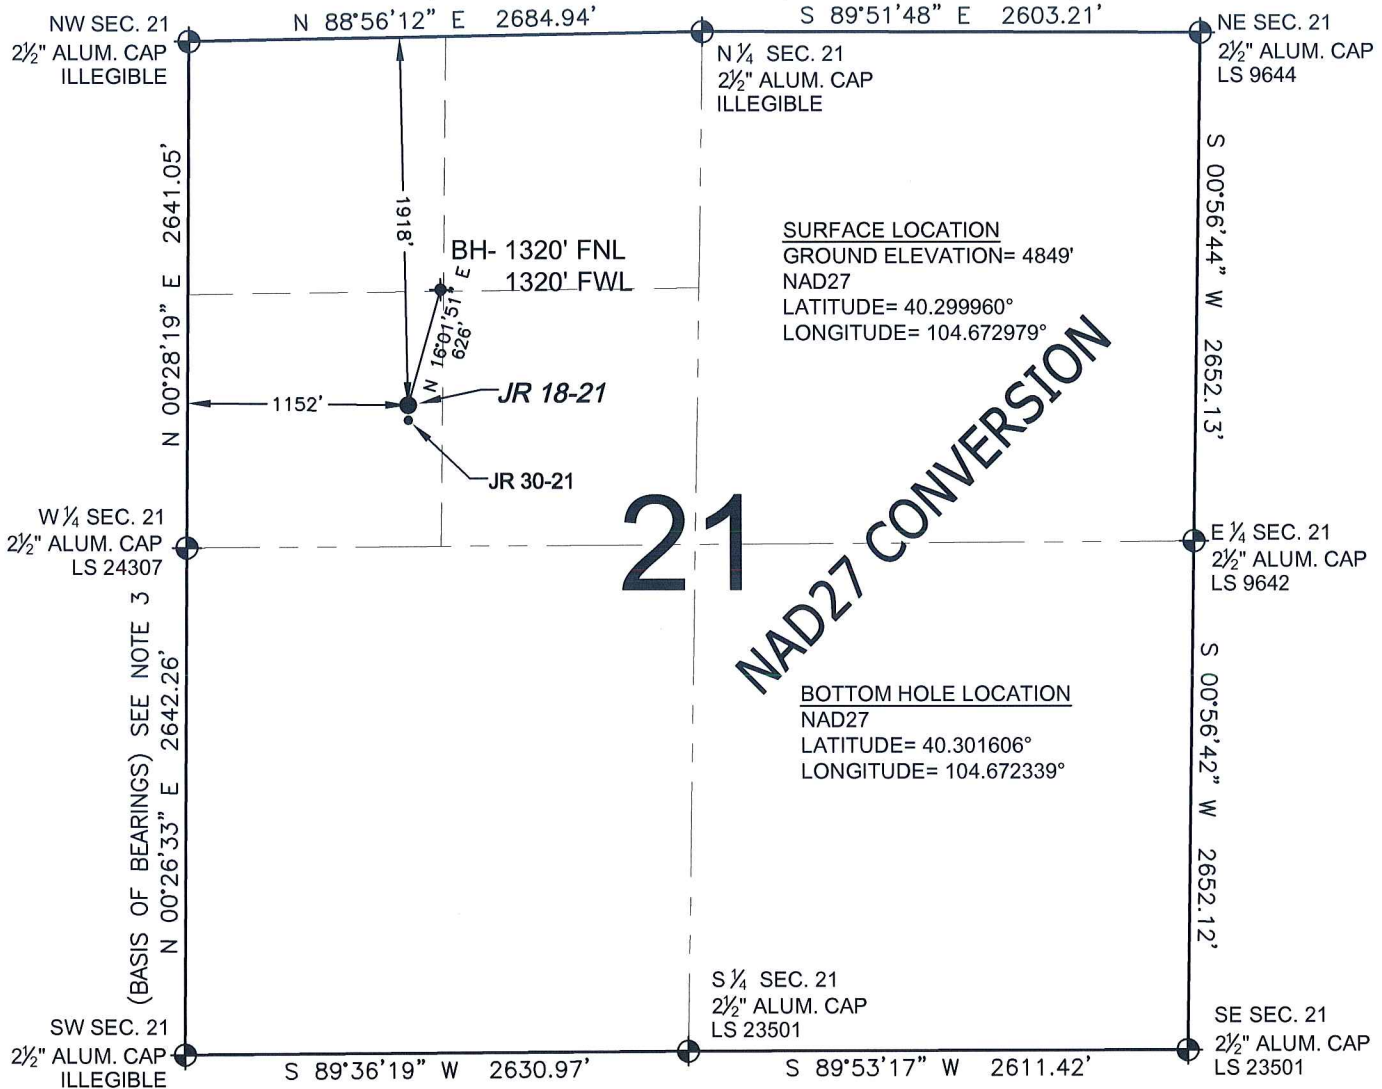 NW SEC. 21
2½" ALUM. CAP
ILLEGIBLE
N 88°56'12" E 2684.94'
S 89°51'48" E 2603.21'
NE SEC. 21
2½" ALUM. CAP
LS 9644
N ¼ SEC. 21
2½" ALUM. CAP
ILLEGIBLE
N 00°28'19" E 2641.05'
1918'
BH- 1320' FNL
1320' FWL
N 16°01'51" E
626'
SURFACE LOCATION
GROUND ELEVATION= 4849'
NAD27
LATITUDE= 40.299960°
LONGITUDE= 104.672979°
S 00°56'44" W 2652.13'
1152'
JR 18-21
JR 30-21
NAD27 CONVERSION
21
W ¼ SEC. 21
2½" ALUM. CAP
LS 24307
E ¼ SEC. 21
2½" ALUM. CAP
LS 9642
(BASIS OF BEARINGS) SEE NOTE 3
N 00°26'33" E 2642.26'
BOTTOM HOLE LOCATION
NAD27
LATITUDE= 40.301606°
LONGITUDE= 104.672339°
S 00°56'42" W 2652.12'
SW SEC. 21
2½" ALUM. CAP
ILLEGIBLE
S 89°36'19" W 2630.97'
S ¼ SEC. 21
2½" ALUM. CAP
LS 23501
S 89°53'17" W 2611.42'
SE SEC. 21
2½" ALUM. CAP
LS 23501